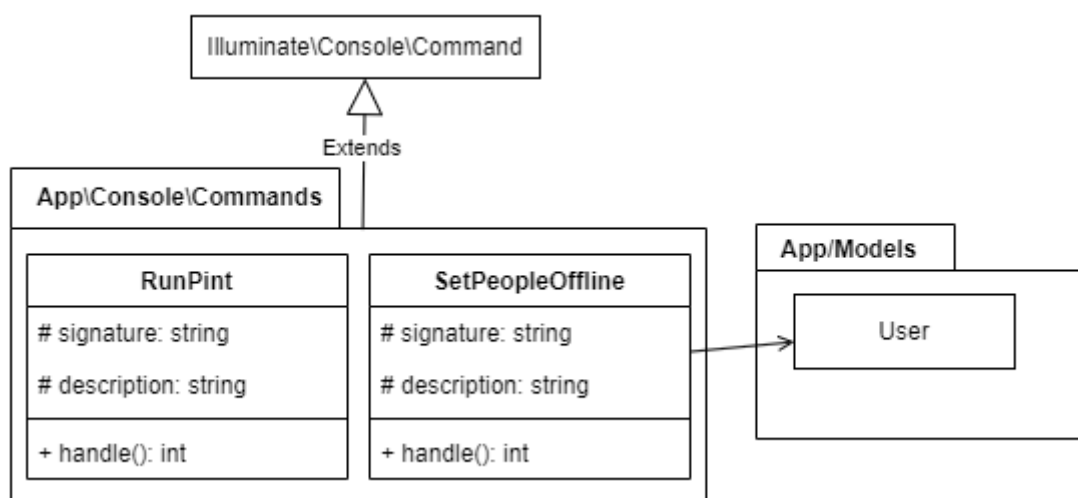 Illuminate\Console\Command
Extends
App\Console\Commands
RunPint
# signature: string
# description: string
+ handle(): int
SetPeopleOffline
# signature: string
# description: string
+ handle(): int
App/Models
User